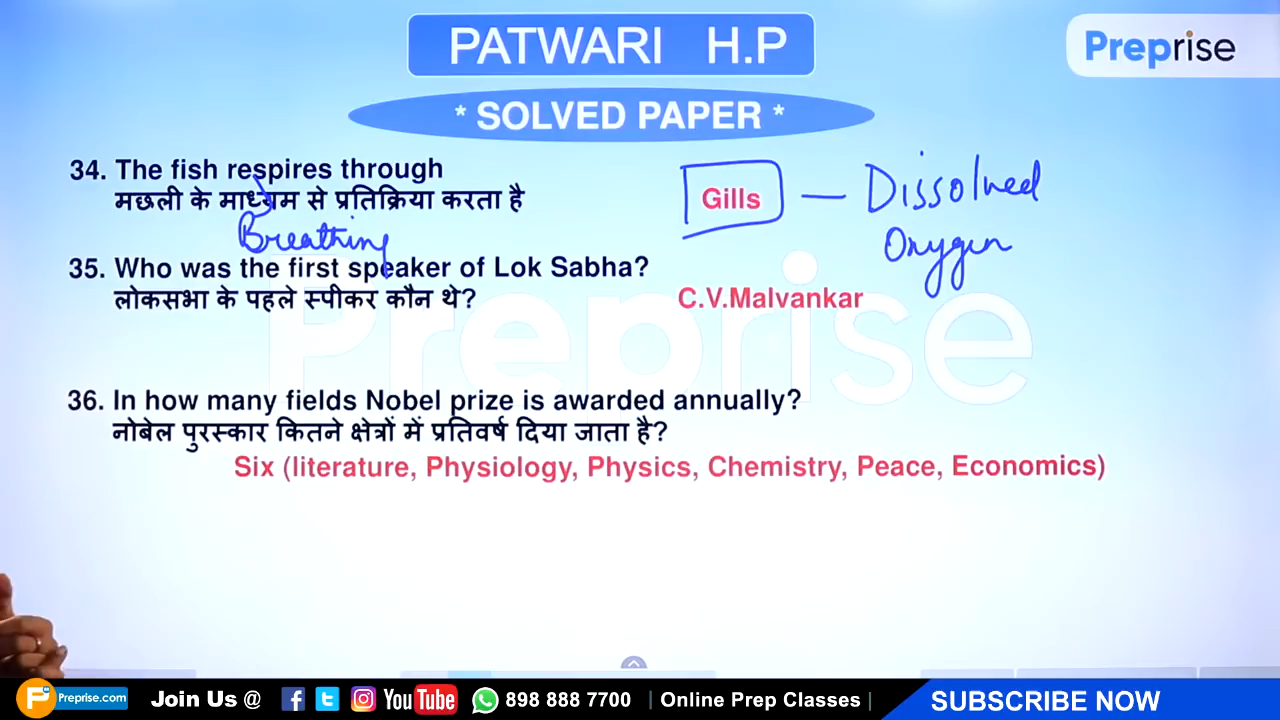 PATWARI H.P
Preprise
* SOLVED PAPER *
34. The fish respires through
मछली के माध्यम से प्रतिक्रिया करता है
Gills — Dissolved
Oxygen
Breathing
35. Who was the first speaker of Lok Sabha?
लोकसभा के पहले स्पीकर कौन थे?
C.V.Malvankar
Preprise
36. In how many fields Nobel prize is awarded annually?
नोबेल पुरस्कार कितने क्षेत्रों में प्रतिवर्ष दिया जाता है?
Six (literature, Physiology, Physics, Chemistry, Peace, Economics)
P Preprise.com Join Us @ YouTube 898 888 7700 | Online Prep Classes | SUBSCRIBE NOW